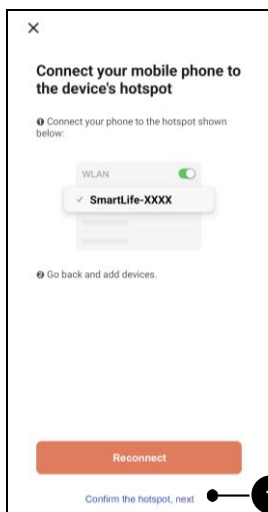 Connect your mobile phone to
the device's hotspot
❶ Connect your phone to the hotspot shown
below:
WLAN
✓ SmartLife-XXXX
❷ Go back and add devices.
Reconnect
Confirm the hotspot, next